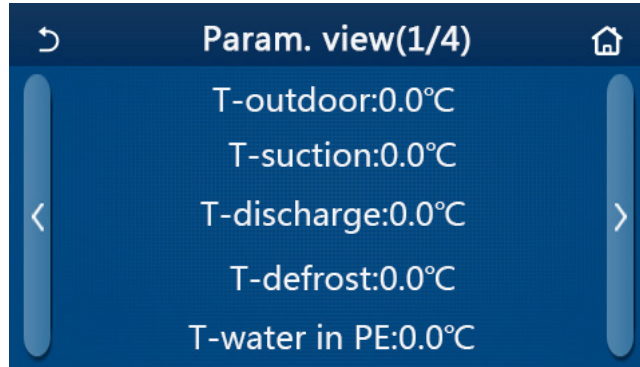 Param. view(1/4)
T-outdoor:0.0℃
T-suction:0.0℃
T-discharge:0.0℃
T-defrost:0.0℃
T-water in PE:0.0℃